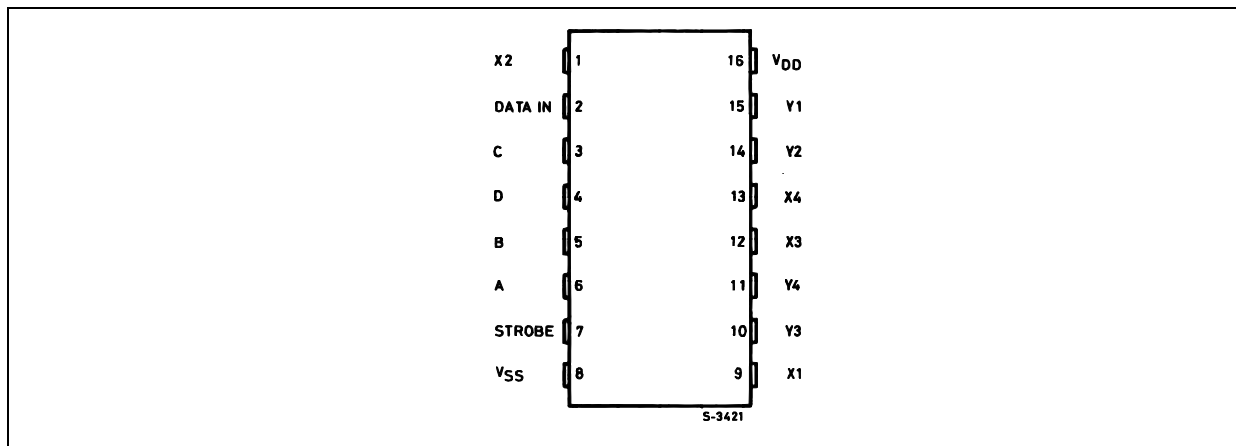 X2 1 16 VDD
DATA IN 2 15 Y1
C 3 14 Y2
D 4 13 X4
B 5 12 X3
A 6 11 Y4
STROBE 7 10 Y3
VSS 8 9 X1
S-3421